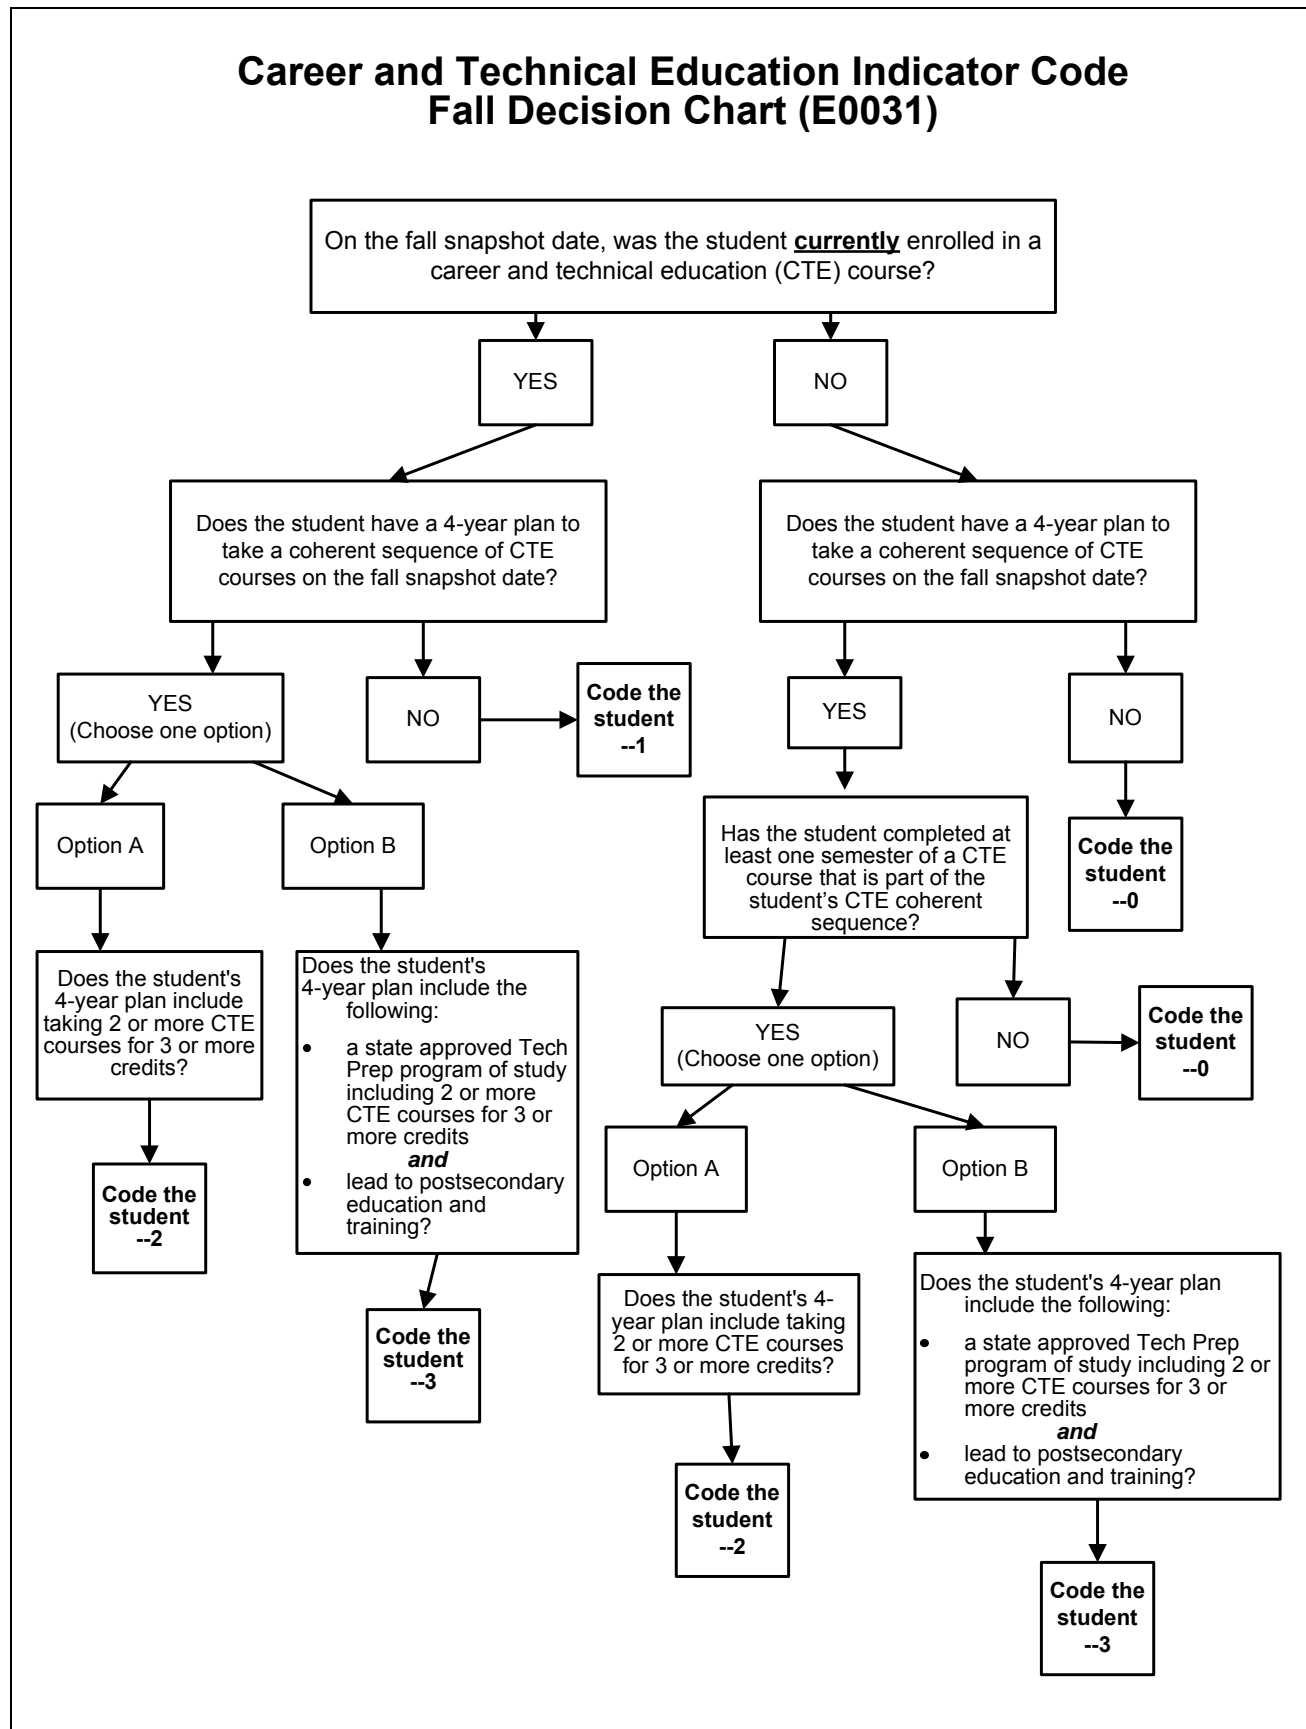 Career and Technical Education Indicator Code
Fall Decision Chart (E0031)
On the fall snapshot date, was the student currently enrolled in a
career and technical education (CTE) course?
YES
NO
Does the student have a 4-year plan to
take a coherent sequence of CTE
courses on the fall snapshot date?
Does the student have a 4-year plan to
take a coherent sequence of CTE
courses on the fall snapshot date?
YES
(Choose one option)
NO
Code the
student
--1
YES
NO
Option A
Option B
Has the student completed at
least one semester of a CTE
course that is part of the
student's CTE coherent
sequence?
Code the
student
--0
Does the student's
4-year plan include
taking 2 or more CTE
courses for 3 or more
credits?
Does the student's
4-year plan include the
following:
• a state approved Tech
Prep program of study
including 2 or more
CTE courses for 3 or
more credits
and
• lead to postsecondary
education and
training?
YES
(Choose one option)
NO
Code the
student
--0
Code the
student
--2
Option A
Option B
Code the
student
--3
Does the student's 4-
year plan include taking
2 or more CTE courses
for 3 or more credits?
Does the student's 4-year plan
include the following:
• a state approved Tech Prep
program of study including 2 or
more CTE courses for 3 or
more credits
and
• lead to postsecondary
education and training?
Code the
student
--2
Code the
student
--3